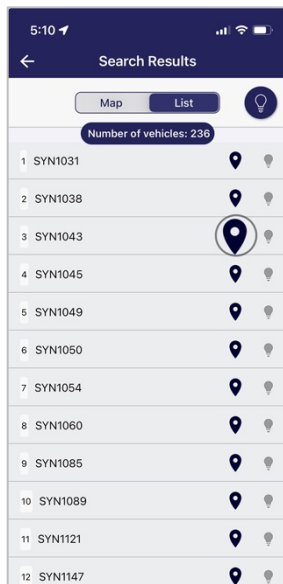 5:10
Search Results
Map List
Number of vehicles: 236
1 SYN1031
2 SYN1038
3 SYN1043
4 SYN1045
5 SYN1049
6 SYN1050
7 SYN1054
8 SYN1060
9 SYN1085
10 SYN1089
11 SYN1121
12 SYN1147